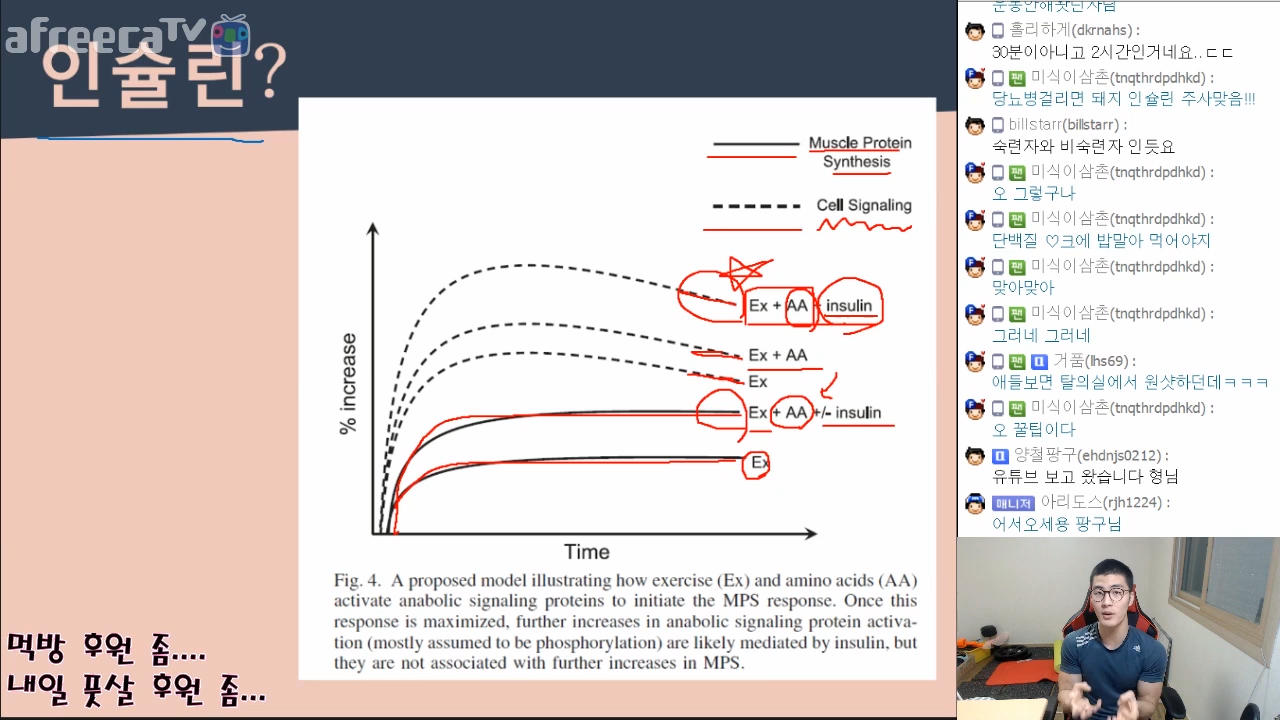 afreecaTV
인슐린?
Muscle Protein
Synthesis
Cell Signaling
Ex + AA + insulin
Ex + AA
Ex
Ex + AA +/- insulin
Ex
% increase
Time
Fig. 4. A proposed model illustrating how exercise (Ex) and amino acids (AA)
activate anabolic signaling proteins to initiate the MPS response. Once this
response is maximized, further increases in anabolic signaling protein activa-
tion (mostly assumed to be phosphorylation) are likely mediated by insulin, but
they are not associated with further increases in MPS.
먹방 후원 좀....
내일 풋살 후원 좀...
홀리하게(dkrnahs) :
30분이아니고 2시간인거네요..ㄷㄷ
팬 미식이삼촌(tnqthrdpdhkd) :
당뇨병걸리면 돼지 인슐린 주사맞음!!!
billstarr(billstarr) :
숙련자와 비숙련자 인듯요
팬 미식이삼촌(tnqthrdpdhkd) :
오 그렇구나
팬 미식이삼촌(tnqthrdpdhkd) :
단백질 ♡크에 밥말아 먹어야지
팬 미식이삼촌(tnqthrdpdhkd) :
맞아맞아
팬 미식이삼촌(tnqthrdpdhkd) :
그러네 그러네
팬 거품(lhs69) :
애들보면 탈의실에서 원샷하던데ㅋㅋㅋ
팬 미식이삼촌(tnqthrdpdhkd) :
오 꿀팁이다
양철팡구(ehdnjs0212) :
유튜브 보고 왔습니다 형님
매니저 아리도스(rjh1224) :
어서오세용 팡구님